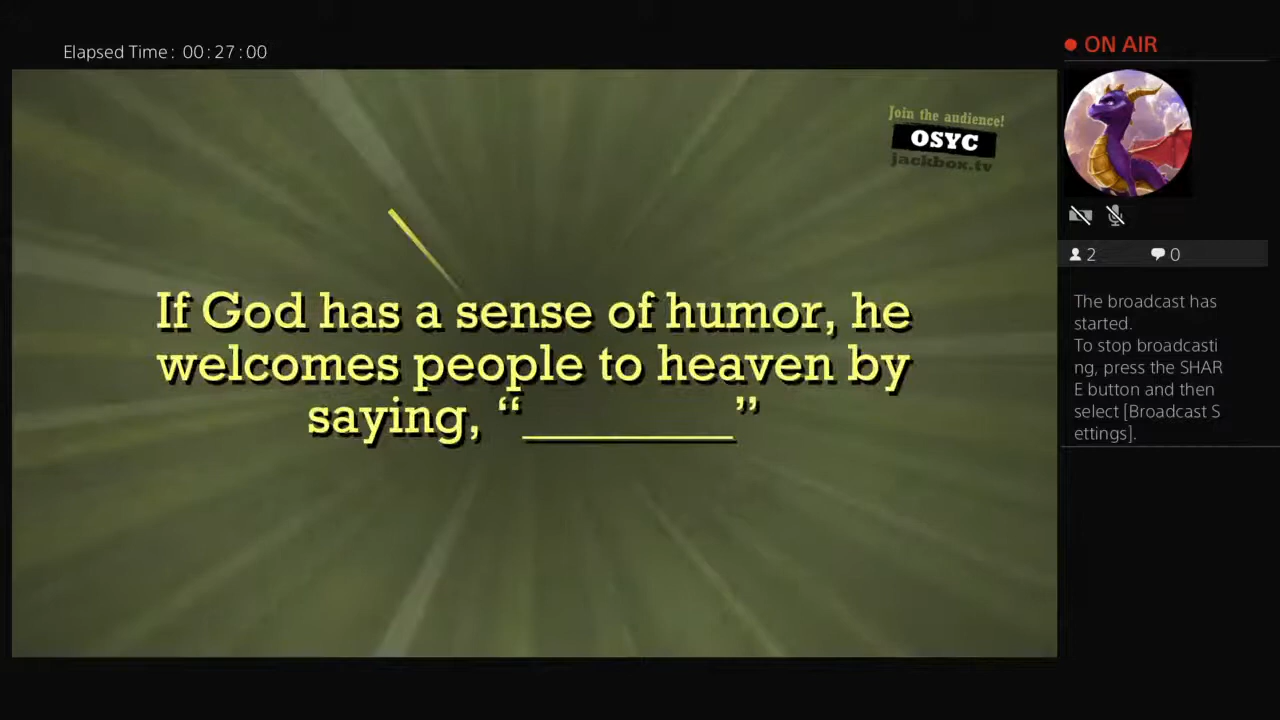 Elapsed Time: 00:27:00
ON AIR
Join the audience!
OSYC
jackbox.tv
If God has a sense of humor, he
welcomes people to heaven by
saying, “________”
2 0
The broadcast has
started.
To stop broadcasti
ng, press the SHAR
E button and then
select [Broadcast S
ettings].